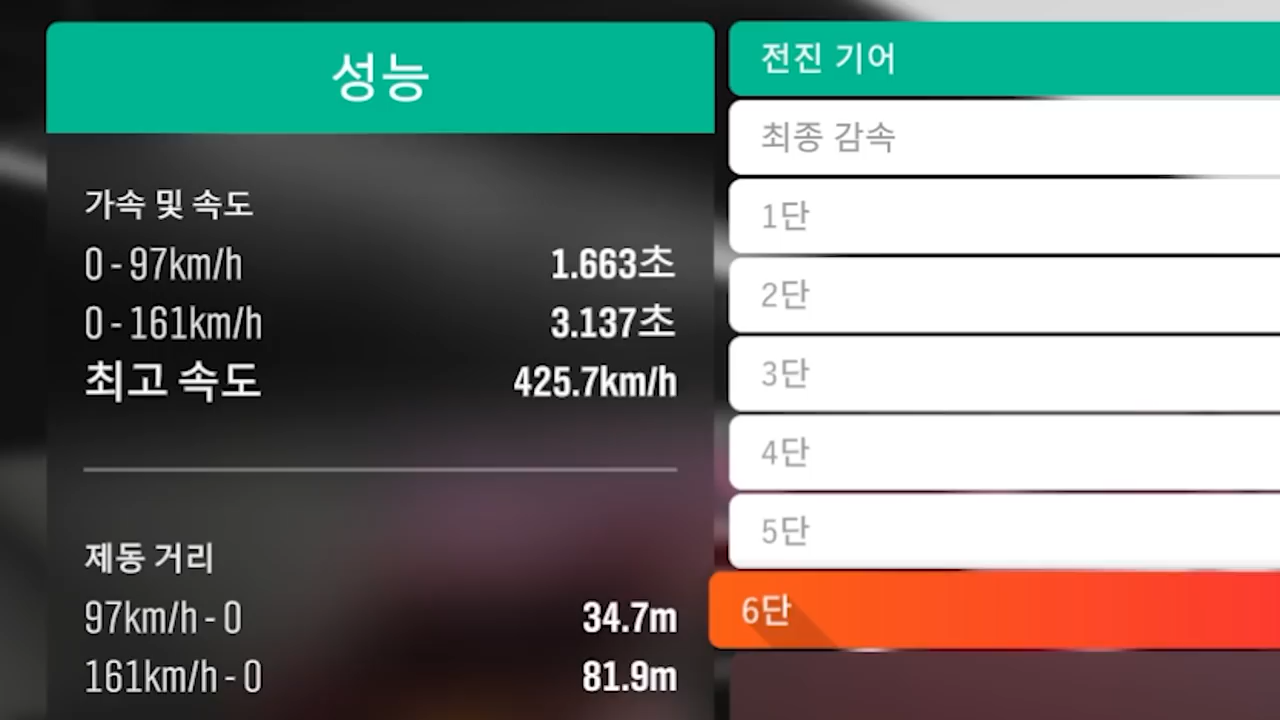 성능
가속 및 속도
0 - 97km/h 1.663초
0 - 161km/h 3.137초
최고 속도 425.7km/h
제동 거리
97km/h - 0 34.7m
161km/h - 0 81.9m
전진 기어
최종 감속
1단
2단
3단
4단
5단
6단